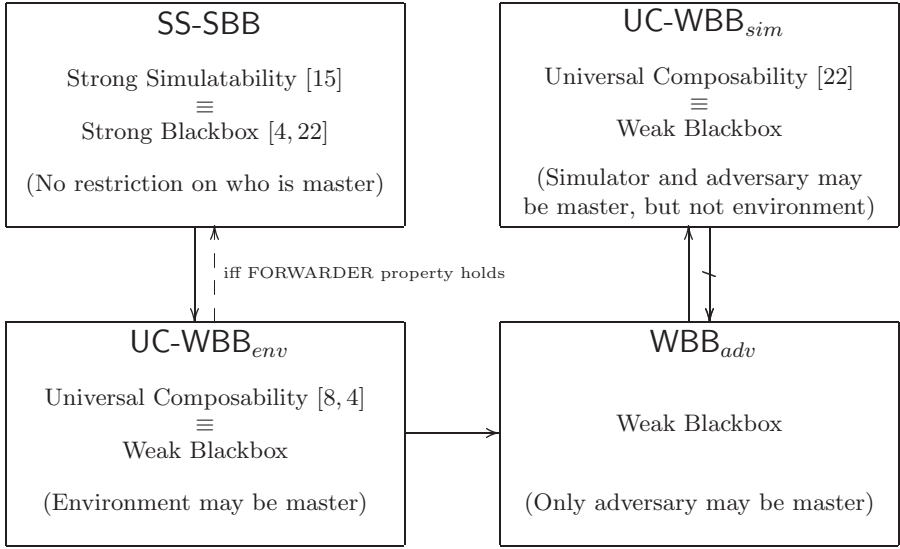 SS-SBB
Strong Simulatability [15]
≡
Strong Blackbox [4, 22]
(No restriction on who is master)
UC-WBB_sim
Universal Composability [22]
≡
Weak Blackbox
(Simulator and adversary may
be master, but not environment)
iff FORWARDER property holds
UC-WBB_env
Universal Composability [8, 4]
≡
Weak Blackbox
(Environment may be master)
WBB_adv
Weak Blackbox
(Only adversary may be master)